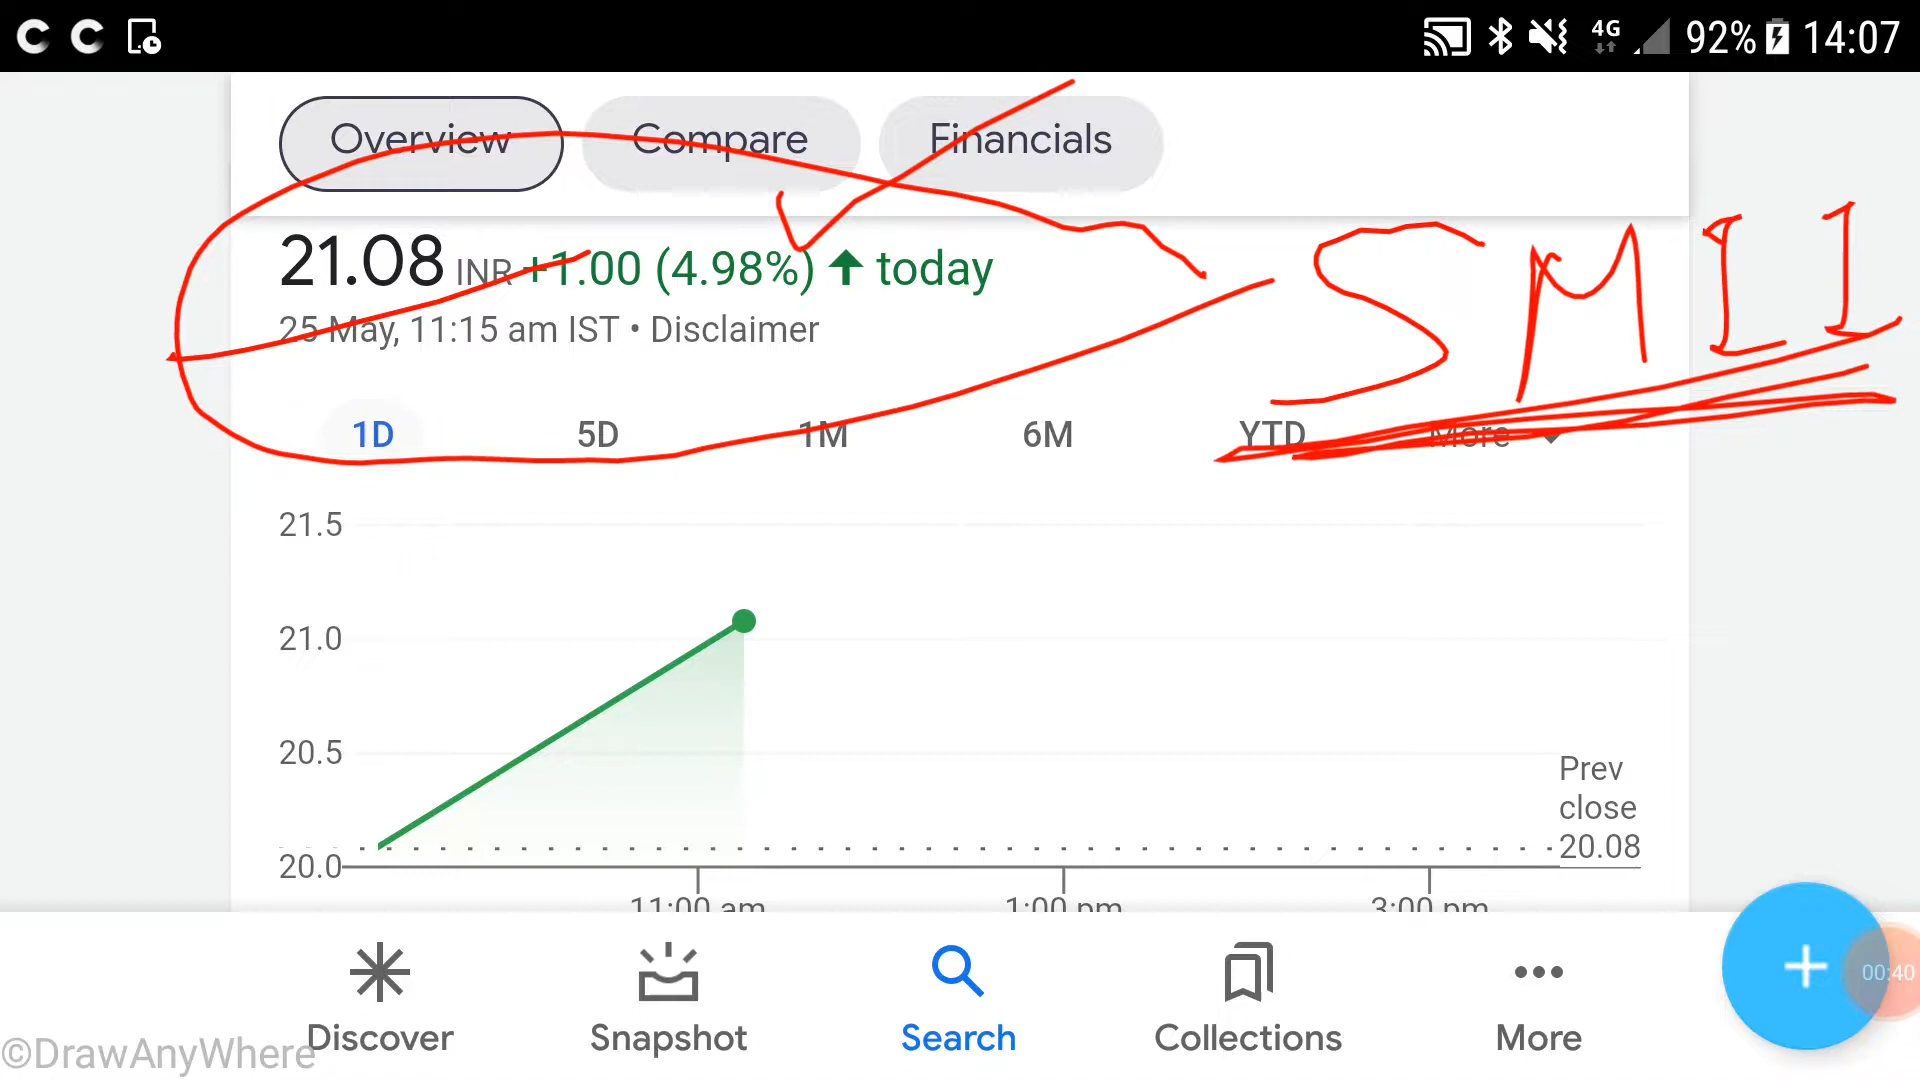 92% 14:07
4G
Overview Compare Financials
21.08 INR +1.00 (4.98%) today
25 May, 11:15 am IST • Disclaimer
SMII
1D 5D 1M 6M YTD More
21.5
21.0
20.5
20.0
Prev
close
20.08
11:00 am 1:00 pm 3:00 pm
00:40
Discover Snapshot Search Collections More
©DrawAnyWhere